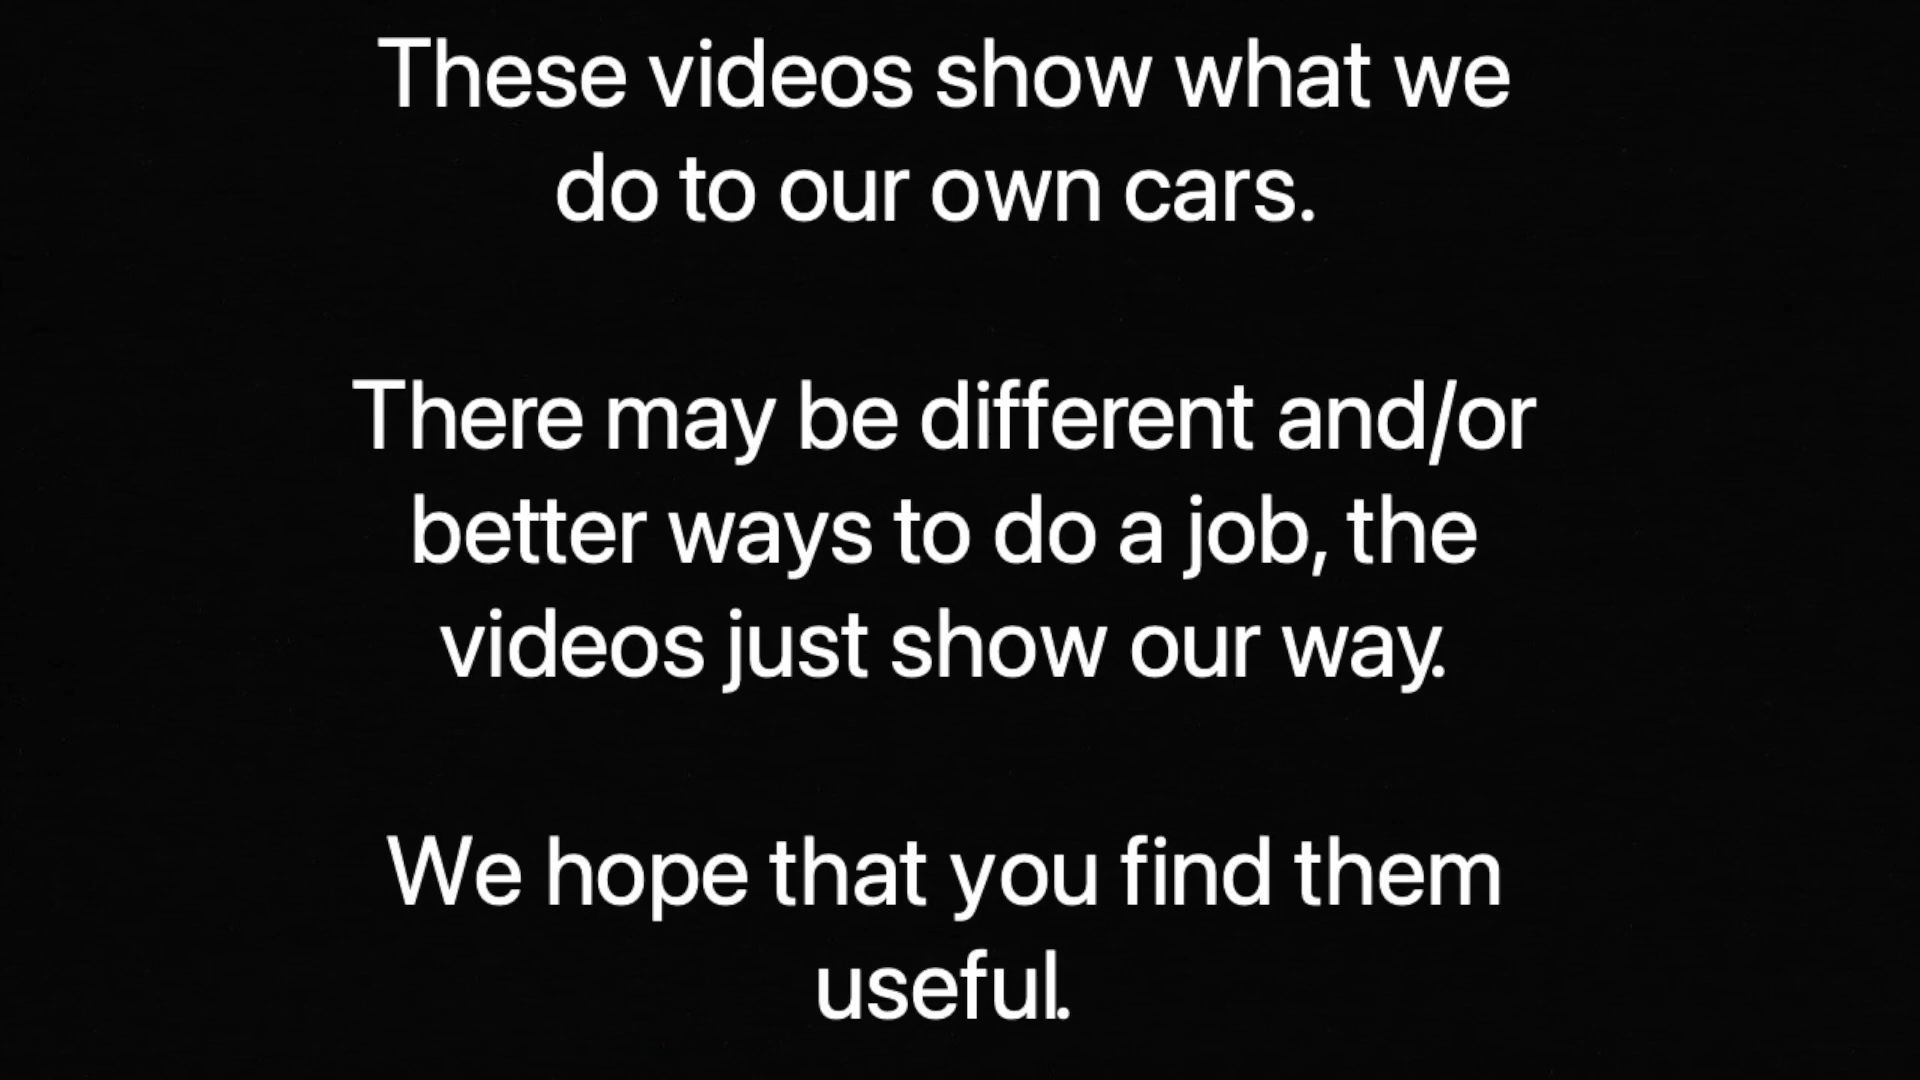 These videos show what we
do to our own cars.
There may be different and/or
better ways to do a job, the
videos just show our way.
We hope that you find them
useful.